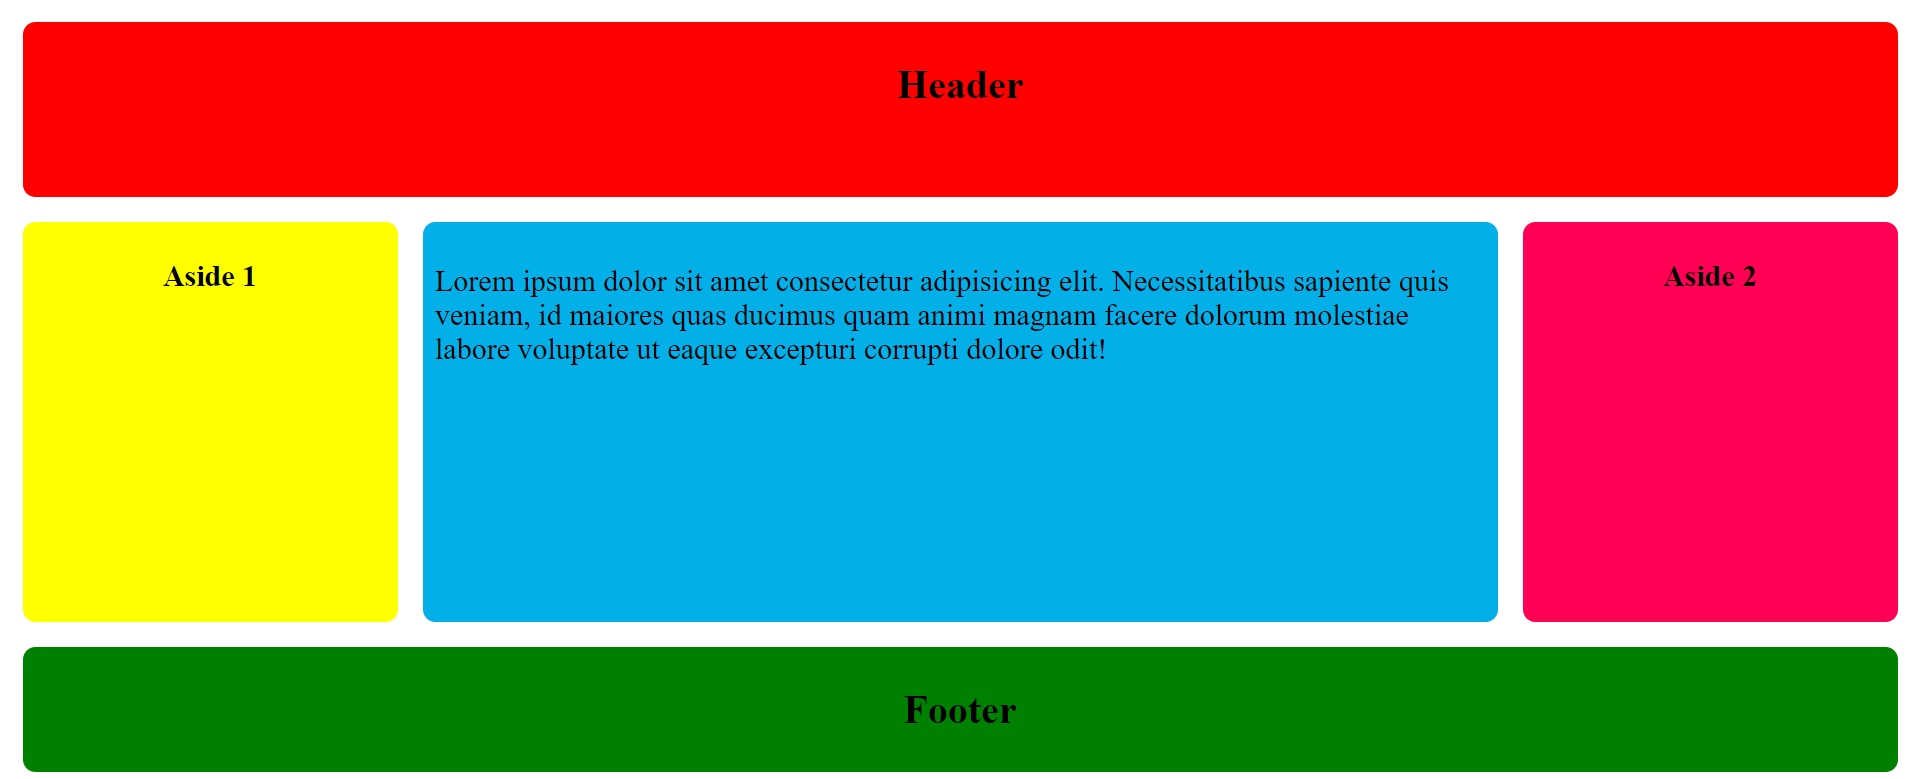 Header
Aside 1
Lorem ipsum dolor sit amet consectetur adipisicing elit. Necessitatibus sapiente quis
veniam, id maiores quas ducimus quam animi magnam facere dolorum molestiae
labore voluptate ut eaque excepturi corrupti dolore odit!
Aside 2
Footer